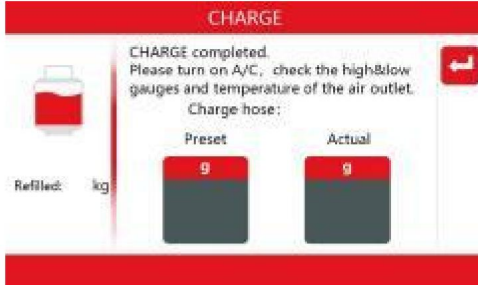 CHARGE
CHARGE completed.
Please turn on A/C, check the high&low
gauges and temperature of the air outlet.
Charge hose:
Preset Actual
g g
Refilled: kg